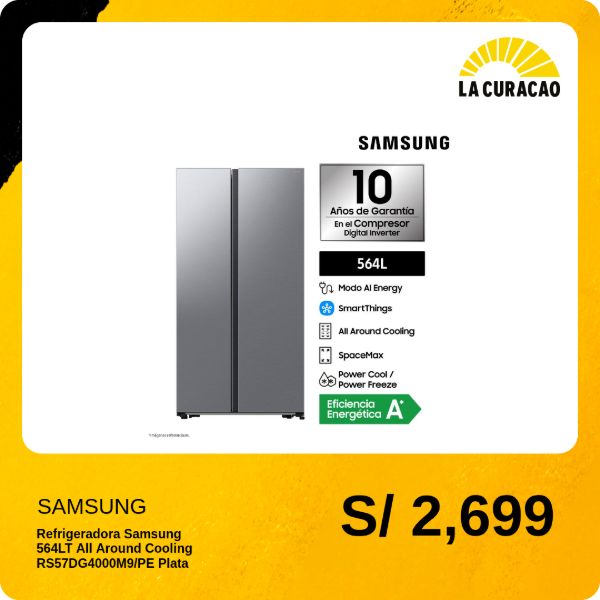 LA CURACAO
SAMSUNG
10
Años de Garantía
En el Compresor
Digital Inverter
564L
Modo AI Energy
SmartThings
All Around Cooling
SpaceMax
Power Cool /
Power Freeze
Eficiencia
Energética A+
SAMSUNG
Refrigeradora Samsung
564LT All Around Cooling
RS57DG4000M9/PE Plata
S/ 2,699